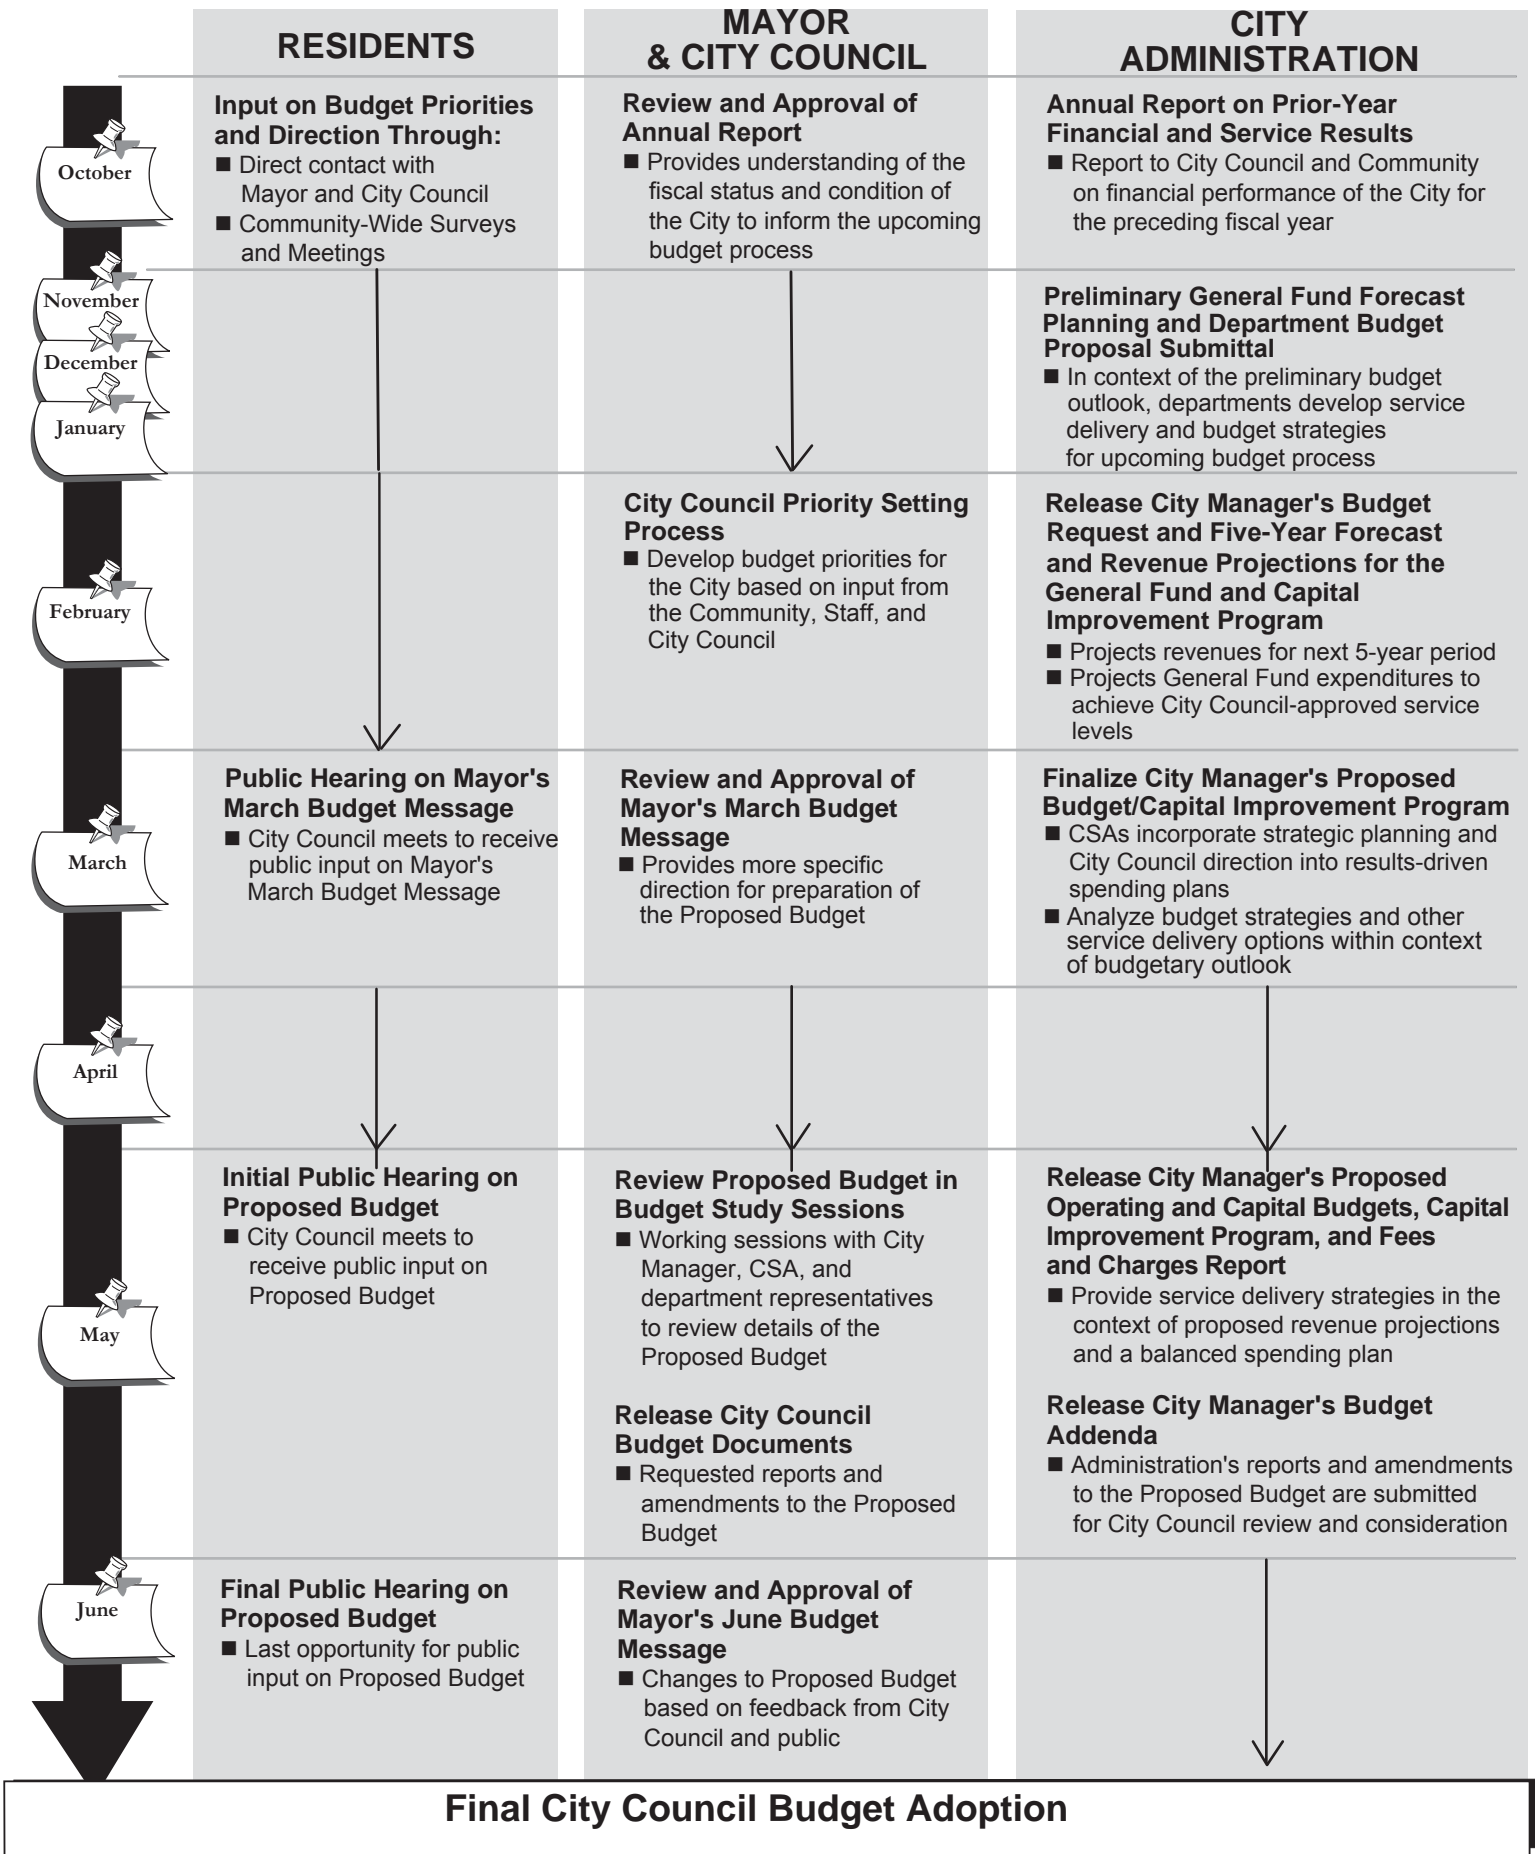 RESIDENTS
MAYOR
& CITY COUNCIL
CITY
ADMINISTRATION
October
Input on Budget Priorities
and Direction Through:
■ Direct contact with
Mayor and City Council
■ Community-Wide Surveys
and Meetings
Review and Approval of
Annual Report
■ Provides understanding of the
fiscal status and condition of
the City to inform the upcoming
budget process
Annual Report on Prior-Year
Financial and Service Results
■ Report to City Council and Community
on financial performance of the City for
the preceding fiscal year
November
December
January
Preliminary General Fund Forecast
Planning and Department Budget
Proposal Submittal
■ In context of the preliminary budget
outlook, departments develop service
delivery and budget strategies
for upcoming budget process
February
City Council Priority Setting
Process
■ Develop budget priorities for
the City based on input from
the Community, Staff, and
City Council
Release City Manager's Budget
Request and Five-Year Forecast
and Revenue Projections for the
General Fund and Capital
Improvement Program
■ Projects revenues for next 5-year period
■ Projects General Fund expenditures to
achieve City Council-approved service
levels
March
Public Hearing on Mayor's
March Budget Message
■ City Council meets to receive
public input on Mayor's
March Budget Message
Review and Approval of
Mayor's March Budget
Message
■ Provides more specific
direction for preparation of
the Proposed Budget
Finalize City Manager's Proposed
Budget/Capital Improvement Program
■ CSAs incorporate strategic planning and
City Council direction into results-driven
spending plans
■ Analyze budget strategies and other
service delivery options within context
of budgetary outlook
April
May
Initial Public Hearing on
Proposed Budget
■ City Council meets to
receive public input on
Proposed Budget
Review Proposed Budget in
Budget Study Sessions
■ Working sessions with City
Manager, CSA, and
department representatives
to review details of the
Proposed Budget
Release City Council
Budget Documents
■ Requested reports and
amendments to the Proposed
Budget
Release City Manager's Proposed
Operating and Capital Budgets, Capital
Improvement Program, and Fees
and Charges Report
■ Provide service delivery strategies in the
context of proposed revenue projections
and a balanced spending plan
Release City Manager's Budget
Addenda
■ Administration's reports and amendments
to the Proposed Budget are submitted
for City Council review and consideration
June
Final Public Hearing on
Proposed Budget
■ Last opportunity for public
input on Proposed Budget
Review and Approval of
Mayor's June Budget
Message
■ Changes to Proposed Budget
based on feedback from City
Council and public
Final City Council Budget Adoption